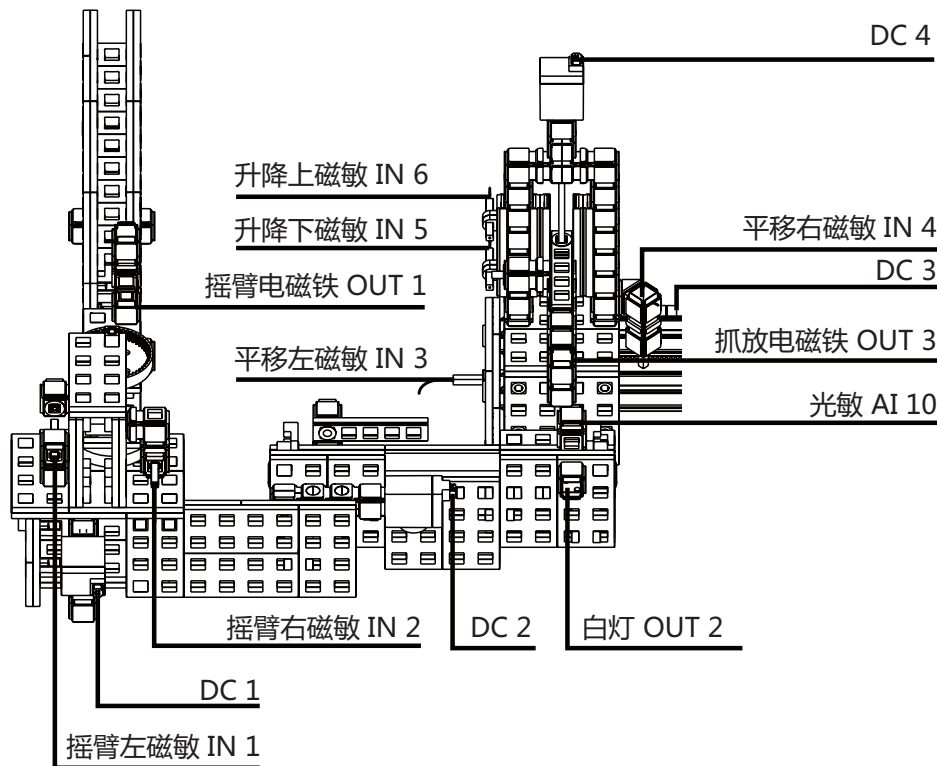 DC 4
升降上磁敏 IN 6
升降下磁敏 IN 5
平移右磁敏 IN 4
DC 3
摇臂电磁铁 OUT 1
平移左磁敏 IN 3
抓放电磁铁 OUT 3
光敏 AI 10
摇臂右磁敏 IN 2
DC 2
白灯 OUT 2
DC 1
摇臂左磁敏 IN 1